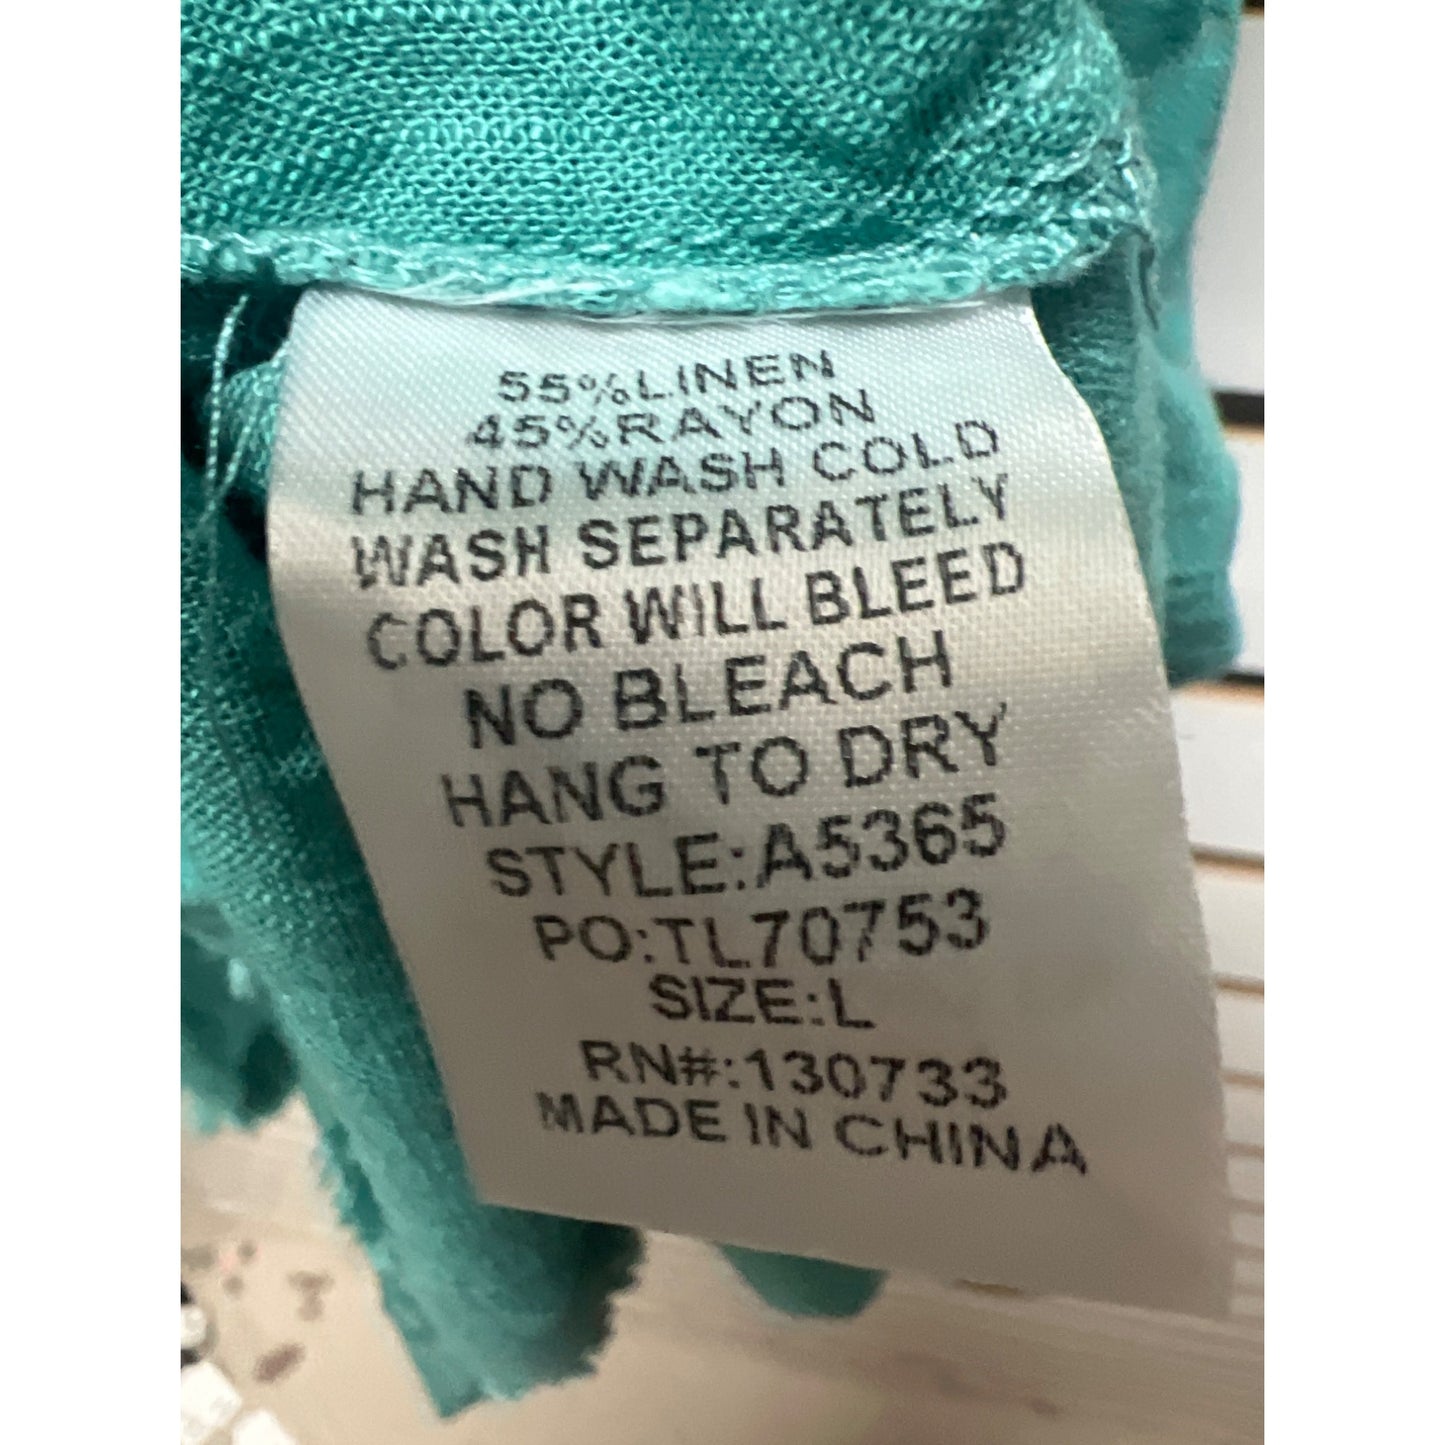 55%LINEN
45%RAYON
HAND WASH COLD
WASH SEPARATELY
COLOR WILL BLEED
NO BLEACH
HANG TO DRY
STYLE:A5365
PO:TL70753
SIZE:L
RN#:130733
MADE IN CHINA